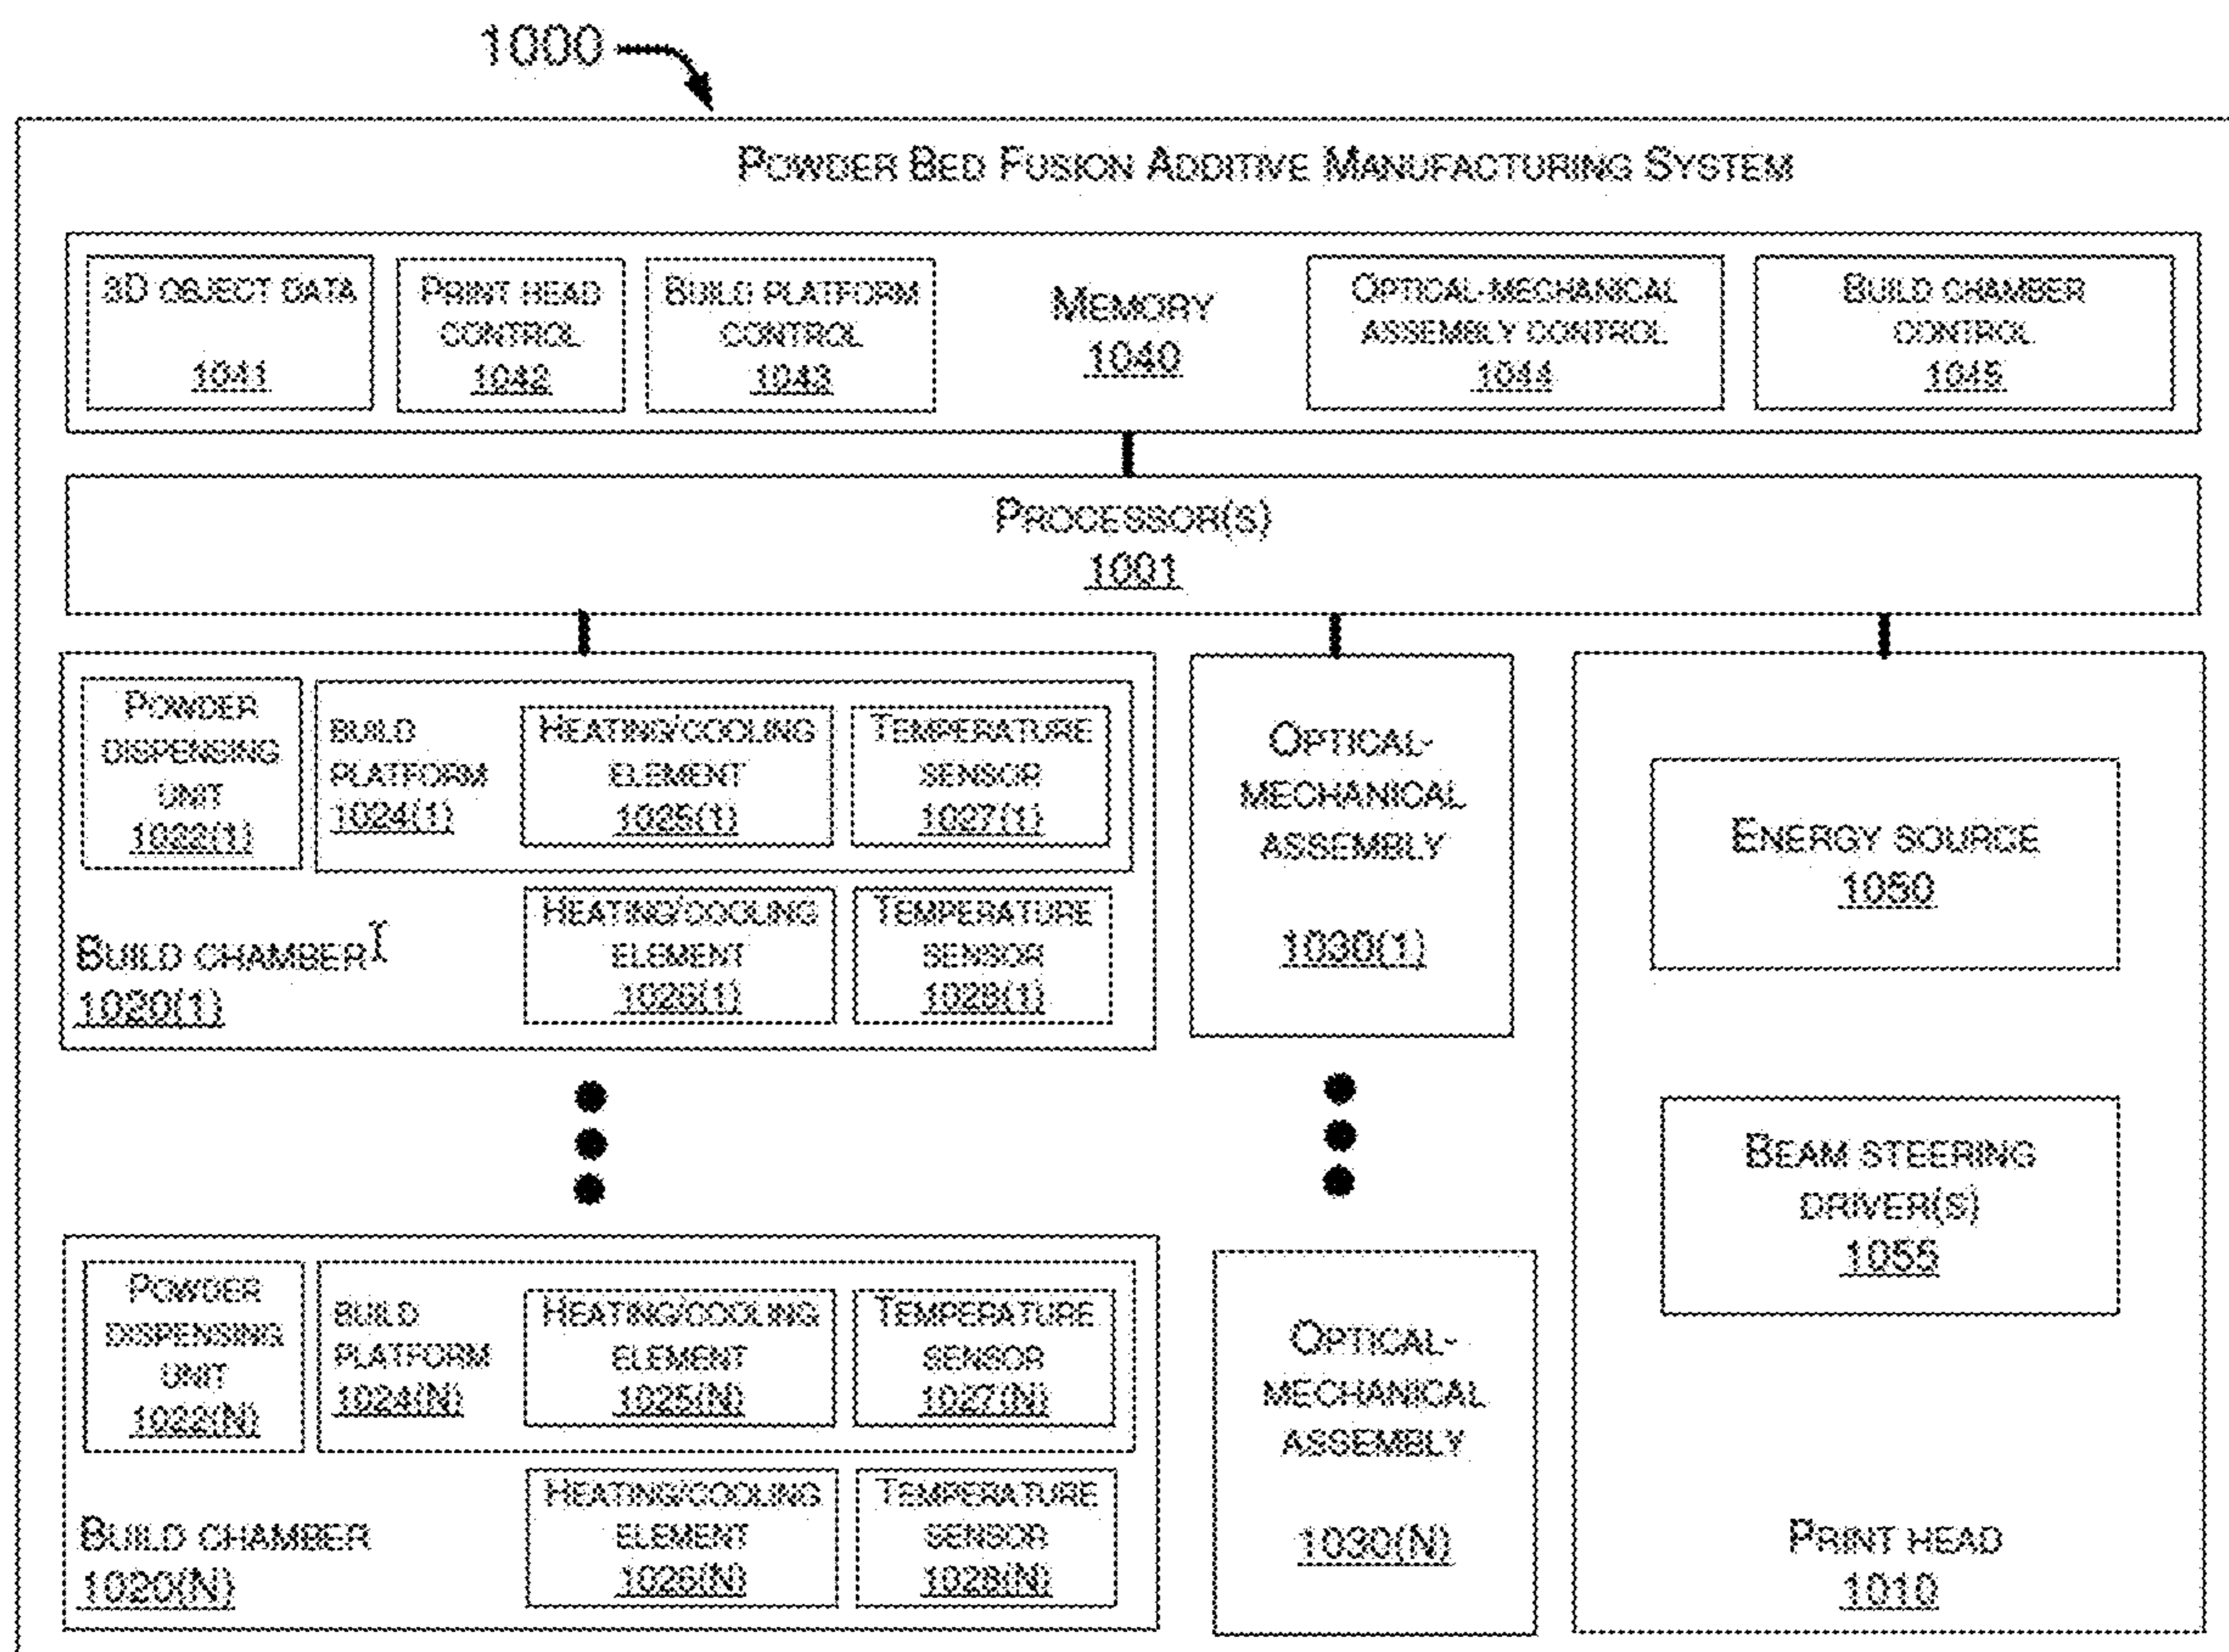 1000
POWDER BED FUSION ADDITIVE MANUFACTURING SYSTEM
3D OBJECT DATA
1041
PRINT HEAD
CONTROL
1042
BUILD PLATFORM
CONTROL
1043
MEMORY
1040
OPTICAL-MECHANICAL
ASSEMBLY CONTROL
1044
BUILD CHAMBER
CONTROL
1045
PROCESSOR(S)
1001
POWDER
DISPENSING
UNIT
1022(1)
BUILD
PLATFORM
1024(1)
HEATING/COOLING
ELEMENT
1025(1)
TEMPERATURE
SENSOR
1027(1)
HEATING/COOLING
ELEMENT
1026(1)
TEMPERATURE
SENSOR
1028(1)
BUILD CHAMBER
1020(1)
OPTICAL-
MECHANICAL
ASSEMBLY
1030(1)
ENERGY SOURCE
1050
BEAM STEERING
DRIVER(S)
1055
POWDER
DISPENSING
UNIT
1022(N)
BUILD
PLATFORM
1024(N)
HEATING/COOLING
ELEMENT
1025(N)
TEMPERATURE
SENSOR
1027(N)
HEATING/COOLING
ELEMENT
1026(N)
TEMPERATURE
SENSOR
1028(N)
BUILD CHAMBER
1020(N)
OPTICAL-
MECHANICAL
ASSEMBLY
1030(N)
PRINT HEAD
1010